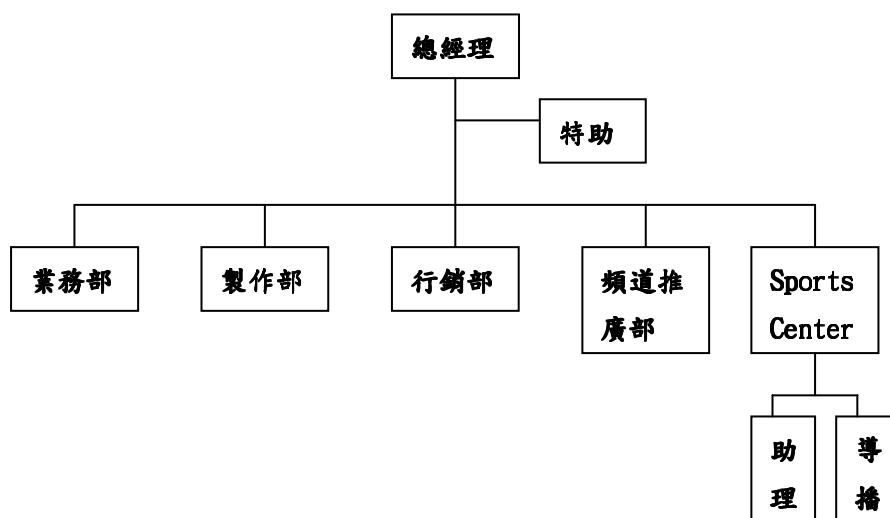 總經理
特助
業務部
製作部
行銷部
頻道推
廣部
Sports
Center
助
理
導
播